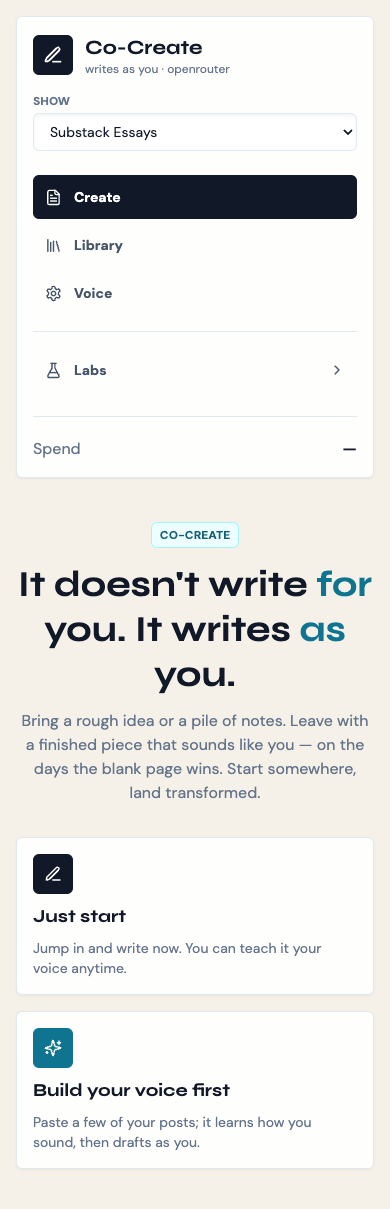 Co-Create
writes as you · openrouter
SHOW
Substack Essays
Create
Library
Voice
Labs
Spend —
CO-CREATE
It doesn't write for
you. It writes as
you.
Bring a rough idea or a pile of notes. Leave with
a finished piece that sounds like you — on the
days the blank page wins. Start somewhere,
land transformed.
Just start
Jump in and write now. You can teach it your
voice anytime.
Build your voice first
Paste a few of your posts; it learns how you
sound, then drafts as you.